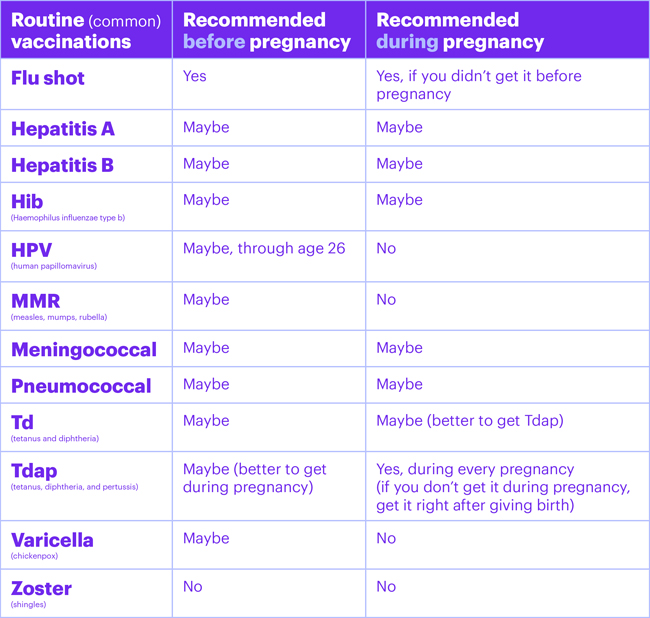 Routine (common)
vaccinations
Recommended
before pregnancy
Recommended
during pregnancy
Flu shot
Yes
Yes, if you didn’t get it before
pregnancy
Hepatitis A
Maybe
Maybe
Hepatitis B
Maybe
Maybe
Hib
(Haemophilus influenzae type b)
Maybe
Maybe
HPV
(human papillomavirus)
Maybe, through age 26
No
MMR
(measles, mumps, rubella)
Maybe
No
Meningococcal
Maybe
Maybe
Pneumococcal
Maybe
Maybe
Td
(tetanus and diphtheria)
Maybe
Maybe (better to get Tdap)
Tdap
(tetanus, diphtheria, and pertussis)
Maybe (better to get
during pregnancy)
Yes, during every pregnancy
(if you don’t get it during pregnancy,
get it right after giving birth)
Varicella
(chickenpox)
Maybe
No
Zoster
(shingles)
No
No